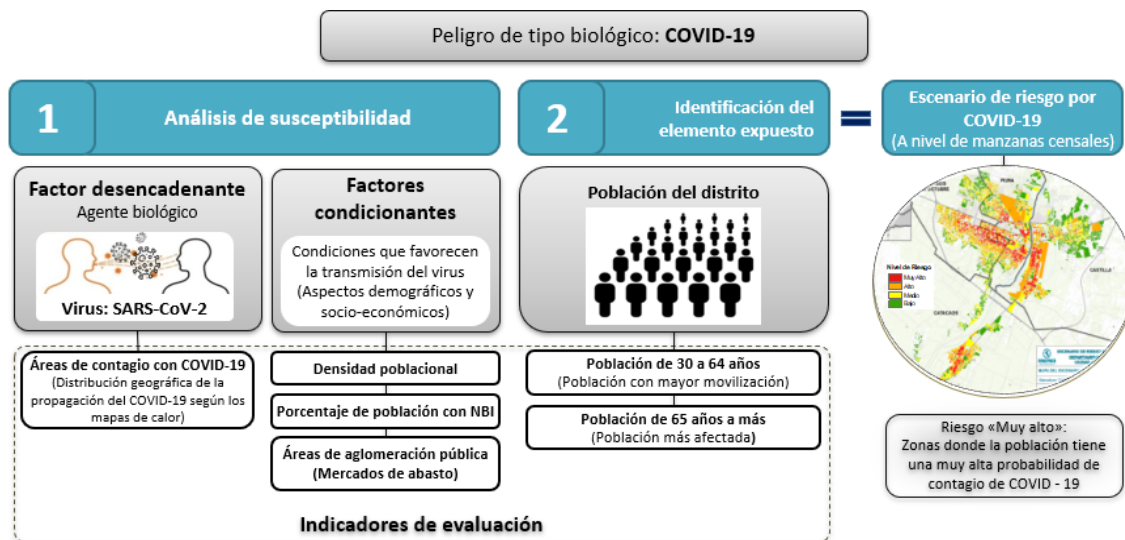 Peligro de tipo biológico: COVID-19
1
Análisis de susceptibilidad
2
Identificación del
elemento expuesto
=
Escenario de riesgo por
COVID-19
(A nivel de manzanas censales)
Factor desencadenante
Agente biológico
Virus: SARS-CoV-2
Factores
condicionantes
Condiciones que favorecen
la transmisión del virus
(Aspectos demográficos y
socio-económicos)
Población del distrito
PIURA
CASTILLA
CATACAOS
Nivel de Riesgo
Muy Alto
Alto
Medio
Bajo
Áreas de contagio con COVID-19
(Distribución geográfica de la
propagación del COVID-19 según los
mapas de calor)
Densidad poblacional
Porcentaje de población con NBI
Áreas de aglomeración pública
(Mercados de abasto)
Población de 30 a 64 años
(Población con mayor movilización)
Población de 65 años a más
(Población más afectada)
Riesgo «Muy alto»:
Zonas donde la población tiene
una muy alta probabilidad de
contagio de COVID - 19
Indicadores de evaluación